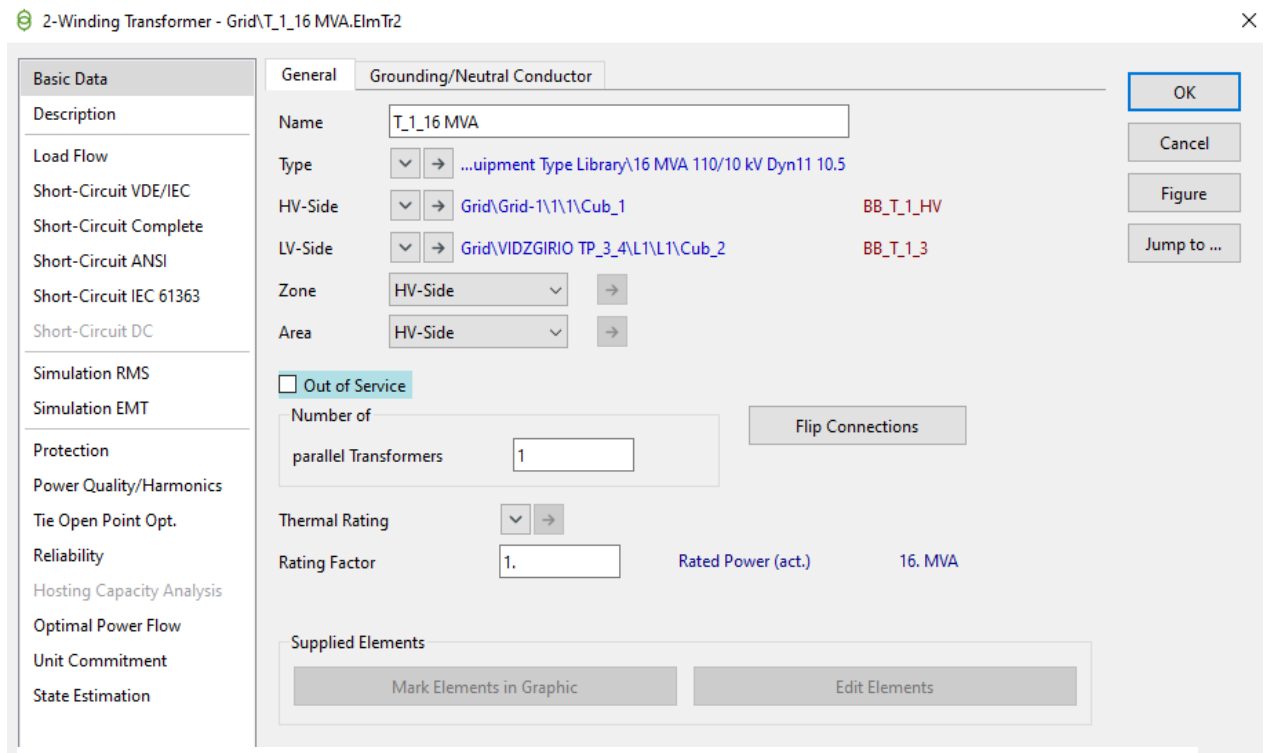 2-Winding Transformer - Grid\T_1_16 MVA.ElmTr2
Basic Data
Description
Load Flow
Short-Circuit VDE/IEC
Short-Circuit Complete
Short-Circuit ANSI
Short-Circuit IEC 61363
Short-Circuit DC
Simulation RMS
Simulation EMT
Protection
Power Quality/Harmonics
Tie Open Point Opt.
Reliability
Hosting Capacity Analysis
Optimal Power Flow
Unit Commitment
State Estimation
General Grounding/Neutral Conductor
Name T_1_16 MVA
Type ...uipment Type Library\16 MVA 110/10 kV Dyn11 10.5
HV-Side Grid\Grid-1\1\1\Cub_1 BB_T_1_HV
LV-Side Grid\VIDZGIRIO TP_3_4\L1\L1\Cub_2 BB_T_1_3
Zone HV-Side
Area HV-Side
Out of Service
Number of
parallel Transformers 1
Flip Connections
Thermal Rating
Rating Factor 1. Rated Power (act.) 16. MVA
Supplied Elements
Mark Elements in Graphic Edit Elements
OK
Cancel
Figure
Jump to ...